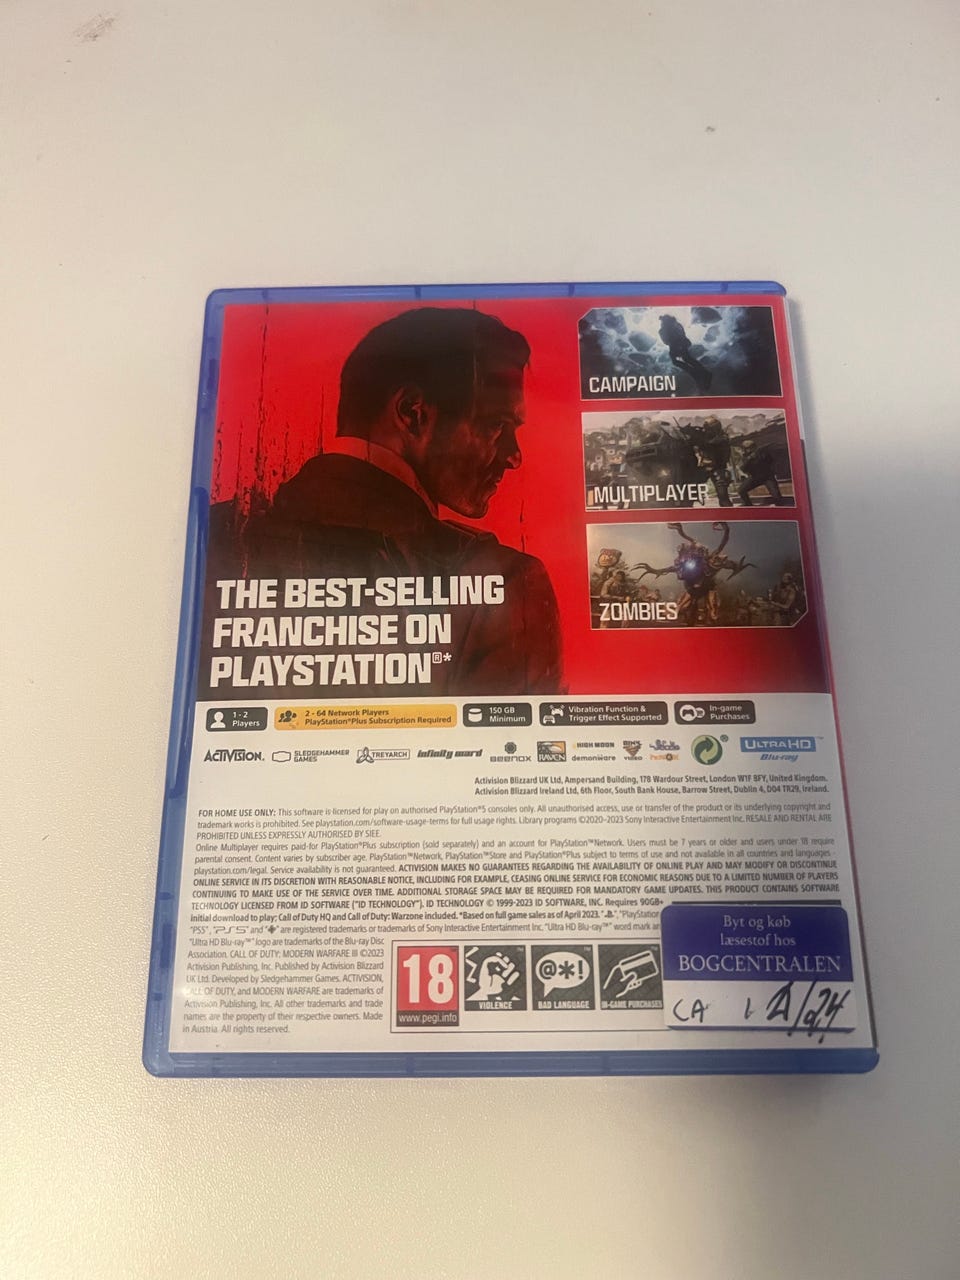 CAMPAIGN
MULTIPLAYER
ZOMBIES
THE BEST-SELLING
FRANCHISE ON
PLAYSTATION®*
1 - 2
Players
2 - 64 Network Players
PlayStation®Plus Subscription Required
150 GB
Minimum
Vibration Function &
Trigger Effect Supported
In-game
Purchases
ACTIVISION. SLEDGEHAMMER GAMES TREYARCH infinity ward BEENOX RAVEN HIGH MOON demonware BINK VIDEO ULTRAHD Blu-ray™
Activision Blizzard UK Ltd, Ampersand Building, 178 Wardour Street, London W1F 8FY, United Kingdom.
Activision Blizzard Ireland Ltd, 6th Floor, South Bank House, Barrow Street, Dublin 4, D04 TR29, Ireland.
FOR HOME USE ONLY: This software is licensed for play on authorised PlayStation®5 consoles only. All unauthorised access, use or transfer of the product or its underlying copyright and
trademark works is prohibited. See playstation.com/software-usage-terms for full usage rights. Library programs ©2020-2023 Sony Interactive Entertainment Inc. RESALE AND RENTAL ARE
PROHIBITED UNLESS EXPRESSLY AUTHORISED BY SIEE.
Online Multiplayer requires paid-for PlayStation®Plus subscription (sold separately) and an account for PlayStation™Network. Users must be 7 years or older and users under 18 require
parental consent. Content varies by subscriber age. PlayStation™Network, PlayStation™Store and PlayStation®Plus subject to terms of use and not available in all countries and languages -
playstation.com/legal. Service availability is not guaranteed. ACTIVISION MAKES NO GUARANTEES REGARDING THE AVAILABILITY OF ONLINE PLAY AND MAY MODIFY OR DISCONTINUE
ONLINE SERVICE IN ITS DISCRETION WITH REASONABLE NOTICE, INCLUDING FOR EXAMPLE, CEASING ONLINE SERVICE FOR ECONOMIC REASONS DUE TO A LIMITED NUMBER OF PLAYERS
CONTINUING TO MAKE USE OF THE SERVICE OVER TIME. ADDITIONAL STORAGE SPACE MAY BE REQUIRED FOR MANDATORY GAME UPDATES. THIS PRODUCT CONTAINS SOFTWARE
TECHNOLOGY LICENSED FROM ID SOFTWARE ("ID TECHNOLOGY"). ID TECHNOLOGY © 1999-2023 ID SOFTWARE, INC. Requires 90GB+
initial download to play; Call of Duty HQ and Call of Duty: Warzone included. *Based on full game sales as of April 2023. "PlayStation
"PS5", "PS5" and are registered trademarks or trademarks of Sony Interactive Entertainment Inc. "Ultra HD Blu-ray™" word mark an
"Ultra HD Blu-ray™" logo are trademarks of the Blu-ray Disc
Association. CALL OF DUTY: MODERN WARFARE III ©2023
Activision Publishing, Inc. Published by Activision Blizzard
UK Ltd. Developed by Sledgehammer Games. ACTIVISION,
CALL OF DUTY, and MODERN WARFARE are trademarks of
Activision Publishing, Inc. All other trademarks and trade
names are the property of their respective owners. Made
in Austria. All rights reserved.
18
www.pegi.info
VIOLENCE
@*!
BAD LANGUAGE
IN-GAME PURCHASES
Byt og køb
læsestof hos
BOGCENTRALEN
CA